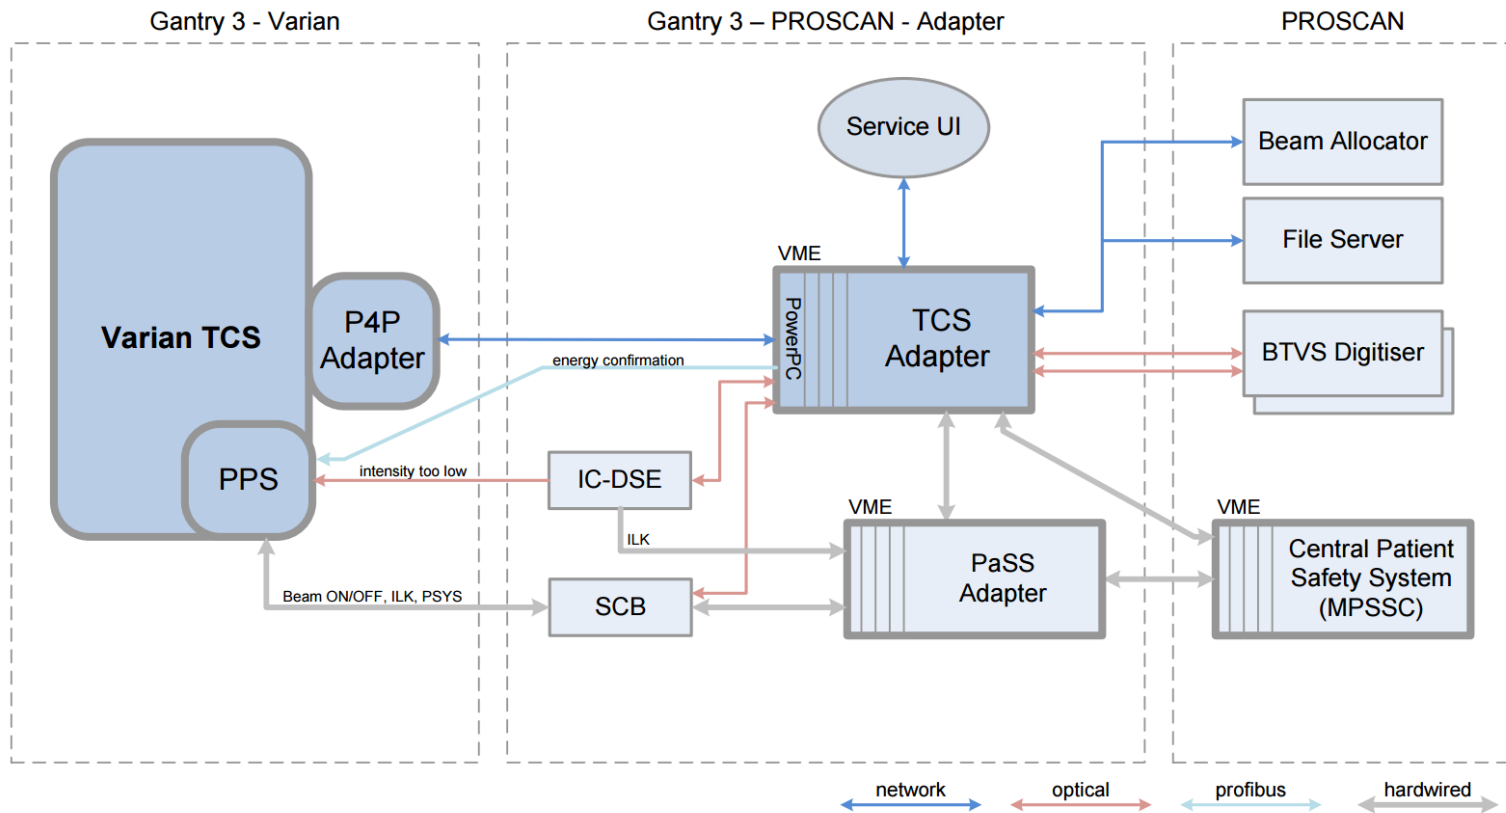 Gantry 3 - Varian
Gantry 3 – PROSCAN - Adapter
PROSCAN
Service UI
Beam Allocator
File Server
VME
PowerPC
TCS
Adapter
BTVS Digitiser
Varian TCS
P4P
Adapter
energy confirmation
PPS
intensity too low
IC-DSE
ILK
VME
PaSS
Adapter
VME
Central Patient
Safety System
(MPSSC)
Beam ON/OFF, ILK, PSYS
SCB
network
optical
profibus
hardwired